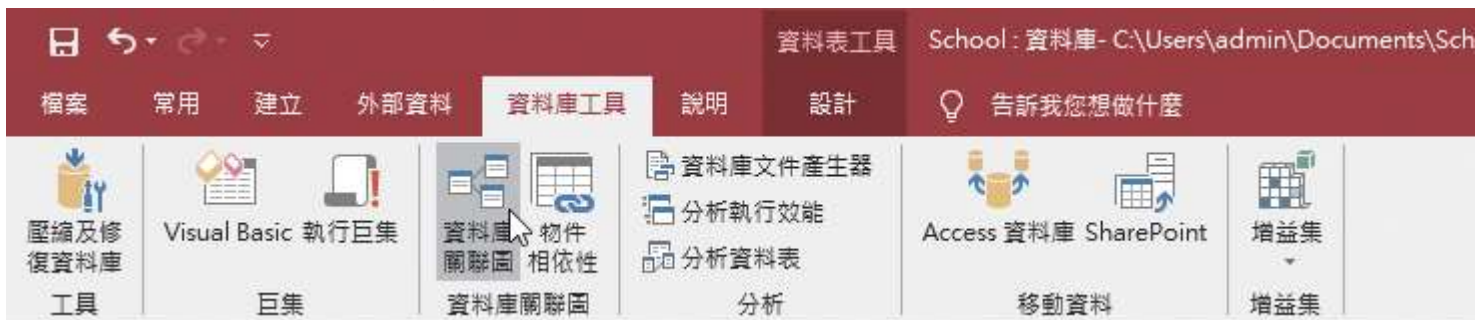 資料表工具 School : 資料庫- C:\Users\admin\Documents\Sch
檔案 常用 建立 外部資料 資料庫工具 說明 設計 告訴我您想做什麼
壓縮及修
復資料庫
Visual Basic 執行巨集
資料庫
關聯圖
物件
相依性
資料庫文件產生器
分析執行效能
分析資料表
Access 資料庫 SharePoint
增益集
工具 巨集 資料庫關聯圖 分析 移動資料 增益集